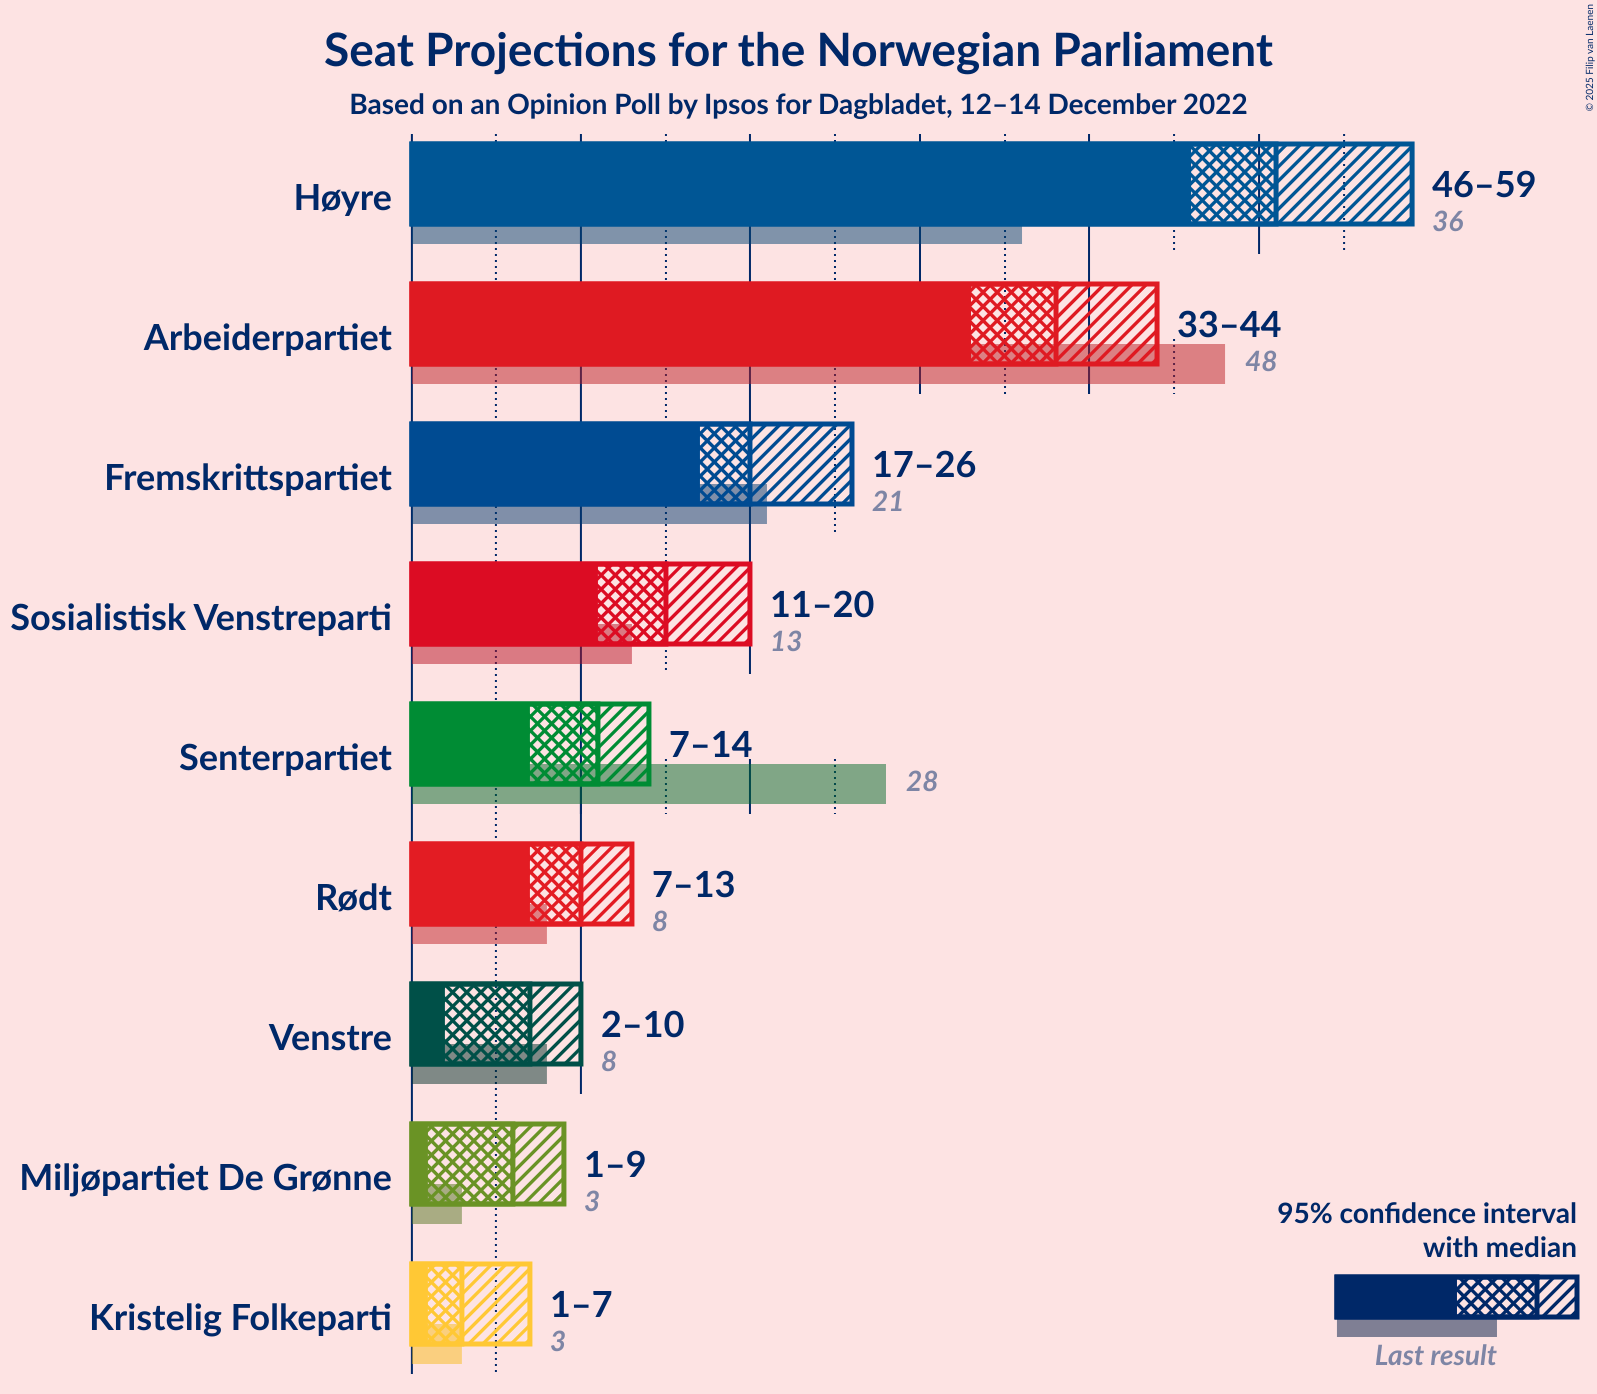 Seat Projections for the Norwegian Parliament
Based on an Opinion Poll by Ipsos for Dagbladet, 12–14 December 2022
© 2025 Filip van Laenen
Høyre
46–59
36
Arbeiderpartiet
33–44
48
Fremskrittspartiet
17–26
21
Sosialistisk Venstreparti
11–20
13
Senterpartiet
7–14
28
Rødt
7–13
8
Venstre
2–10
8
Miljøpartiet De Grønne
1–9
3
Kristelig Folkeparti
1–7
3
95% confidence interval
with median
Last result